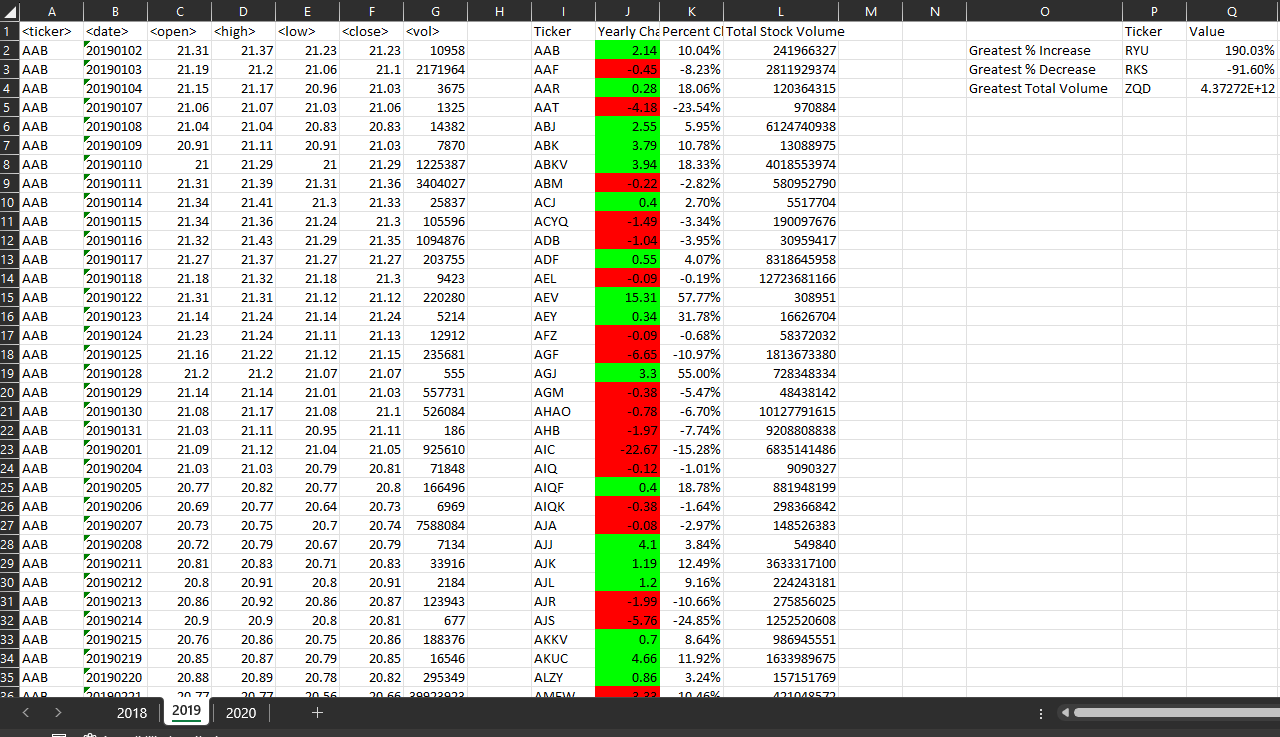 A B C D E F G H I J K L M N O P Q
1 <ticker> <date> <open> <high> <low> <close> <vol> Ticker Yearly Cha Percent C Total Stock Volume Ticker Value
2 AAB 20190102 21.31 21.37 21.23 21.23 10958 AAB 2.14 10.04% 241966327 Greatest % Increase RYU 190.03%
3 AAB 20190103 21.19 21.2 21.06 21.1 2171964 AAF -0.45 -8.23% 2811929374 Greatest % Decrease RKS -91.60%
4 AAB 20190104 21.15 21.17 20.96 21.03 3675 AAR 0.28 18.06% 120364315 Greatest Total Volume ZQD 4.37272E+12
5 AAB 20190107 21.06 21.07 21.03 21.06 1325 AAT -4.18 -23.54% 970884
6 AAB 20190108 21.04 21.04 20.83 20.83 14382 ABJ 2.55 5.95% 6124740938
7 AAB 20190109 20.91 21.11 20.91 21.03 7870 ABK 3.79 10.78% 13088975
8 AAB 20190110 21 21.29 21 21.29 1225387 ABKV 3.94 18.33% 4018553974
9 AAB 20190111 21.31 21.39 21.31 21.36 3404027 ABM -0.22 -2.82% 580952790
10 AAB 20190114 21.34 21.41 21.3 21.33 25837 ACJ 0.4 2.70% 5517704
11 AAB 20190115 21.34 21.36 21.24 21.3 105596 ACYQ -1.49 -3.34% 190097676
12 AAB 20190116 21.32 21.43 21.29 21.35 1094876 ADB -1.04 -3.95% 30959417
13 AAB 20190117 21.27 21.37 21.27 21.27 203755 ADF 0.55 4.07% 8318645958
14 AAB 20190118 21.18 21.32 21.18 21.3 9423 AEL -0.09 -0.19% 12723681166
15 AAB 20190122 21.31 21.31 21.12 21.12 220280 AEV 15.31 57.77% 308951
16 AAB 20190123 21.14 21.24 21.14 21.24 5214 AEY 0.34 31.78% 16626704
17 AAB 20190124 21.23 21.24 21.11 21.13 12912 AFZ -0.09 -0.68% 58372032
18 AAB 20190125 21.16 21.22 21.12 21.15 235681 AGF -6.65 -10.97% 1813673380
19 AAB 20190128 21.2 21.2 21.07 21.07 555 AGJ 3.3 55.00% 728348334
20 AAB 20190129 21.14 21.14 21.01 21.03 557731 AGM -0.38 -5.47% 48438142
21 AAB 20190130 21.08 21.17 21.08 21.1 526084 AHAO -0.78 -6.70% 10127791615
22 AAB 20190131 21.03 21.11 20.95 21.11 186 AHB -1.97 -7.74% 9208808838
23 AAB 20190201 21.09 21.12 21.04 21.05 925610 AIC -22.67 -15.28% 6835141486
24 AAB 20190204 21.03 21.03 20.79 20.81 71848 AIQ -0.12 -1.01% 9090327
25 AAB 20190205 20.77 20.82 20.77 20.8 166496 AIQF 0.4 18.78% 881948199
26 AAB 20190206 20.69 20.77 20.64 20.73 6969 AIQK -0.38 -1.64% 298366842
27 AAB 20190207 20.73 20.75 20.7 20.74 7588084 AJA -0.08 -2.97% 148526383
28 AAB 20190208 20.72 20.79 20.67 20.79 7134 AJJ 4.1 3.84% 549840
29 AAB 20190211 20.81 20.83 20.71 20.83 33916 AJK 1.19 12.49% 3633317100
30 AAB 20190212 20.8 20.91 20.8 20.91 2184 AJL 1.2 9.16% 224243181
31 AAB 20190213 20.86 20.92 20.86 20.87 123943 AJR -1.99 -10.66% 275856025
32 AAB 20190214 20.9 20.9 20.8 20.81 677 AJS -5.76 -24.85% 1252520608
33 AAB 20190215 20.76 20.86 20.75 20.86 188376 AKKV 0.7 8.64% 986945551
34 AAB 20190219 20.85 20.87 20.79 20.85 16546 AKUC 4.66 11.92% 1633989675
35 AAB 20190220 20.88 20.89 20.78 20.82 295349 ALZY 0.86 3.24% 157151769
36 AAB 20190221 20.77 20.77 20.56 20.66
2018 2019 2020